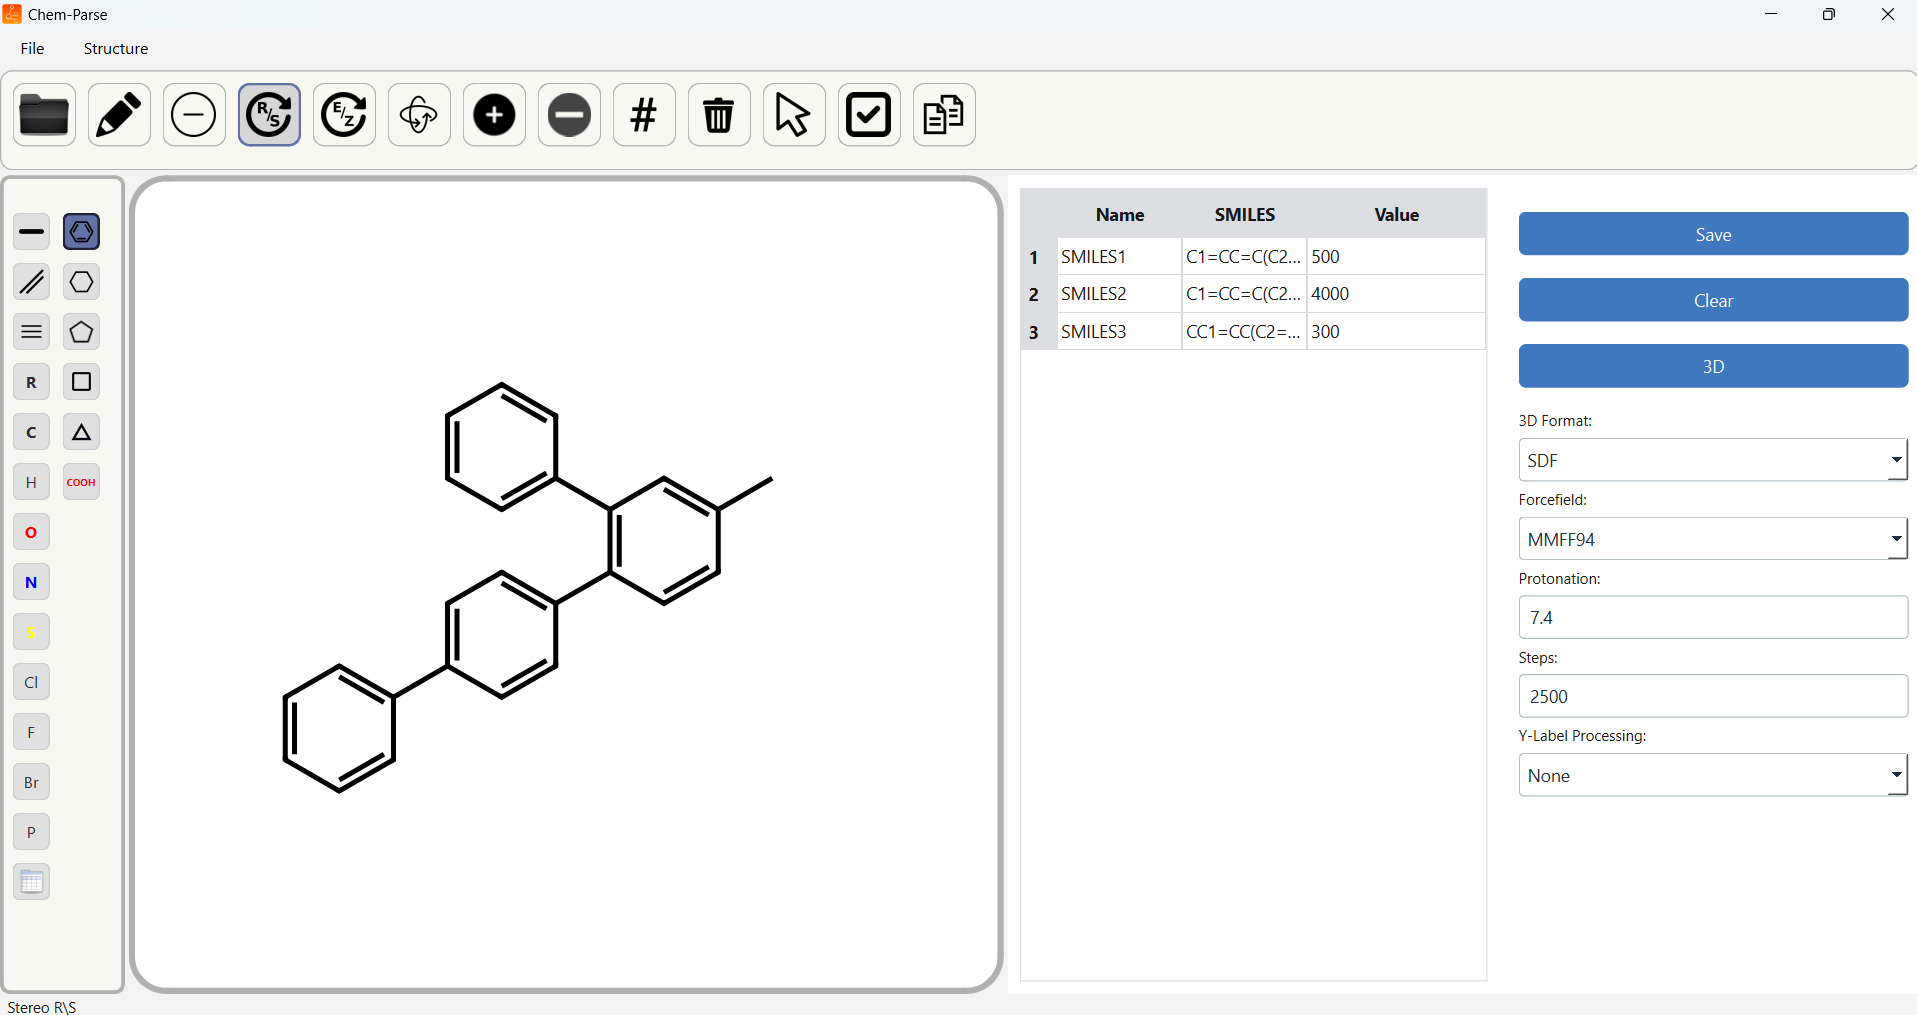 Chem-Parse
File Structure
R/S E/Z #
Name SMILES Value
1 SMILES1 C1=CC=C(C2... 500
2 SMILES2 C1=CC=C(C2... 4000
3 SMILES3 CC1=CC(C2=... 300
R
C
H COOH
O
N
S
Cl
F
Br
P
Save
Clear
3D
3D Format:
SDF
Forcefield:
MMFF94
Protonation:
7.4
Steps:
2500
Y-Label Processing:
None
Stereo R\S